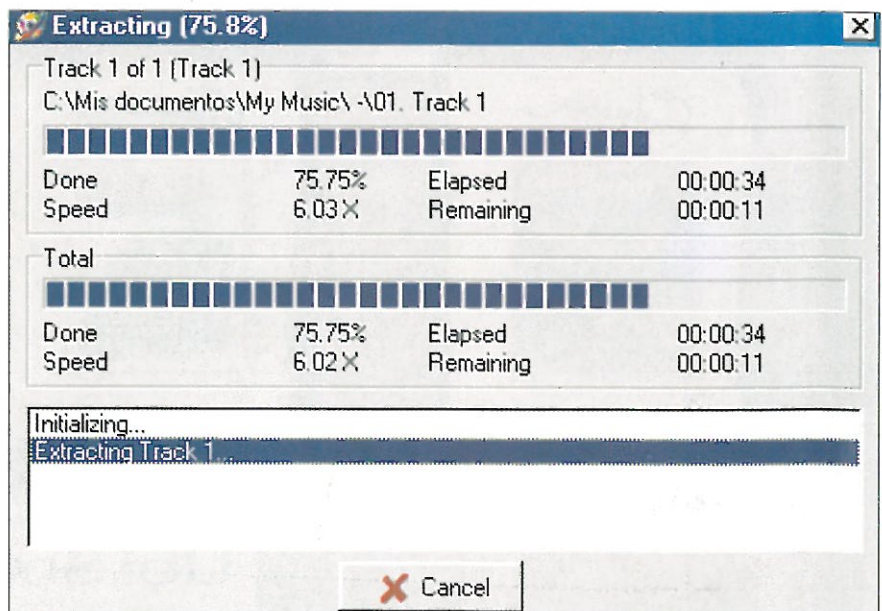 Extracting (75.8%)
Track 1 of 1 (Track 1)
C:\Mis documentos\My Music\ -\01. Track 1
Done 75.75% Elapsed 00:00:34
Speed 6.03 X Remaining 00:00:11
Total
Done 75.75% Elapsed 00:00:34
Speed 6.02 X Remaining 00:00:11
Initializing...
Extracting Track 1...
Cancel